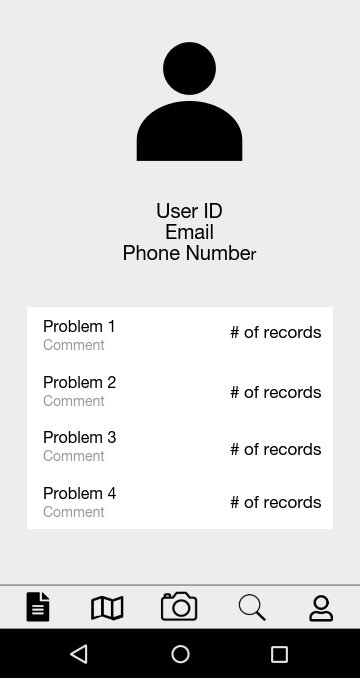 User ID
Email
Phone Number
Problem 1
Comment
# of records
Problem 2
Comment
# of records
Problem 3
Comment
# of records
Problem 4
Comment
# of records